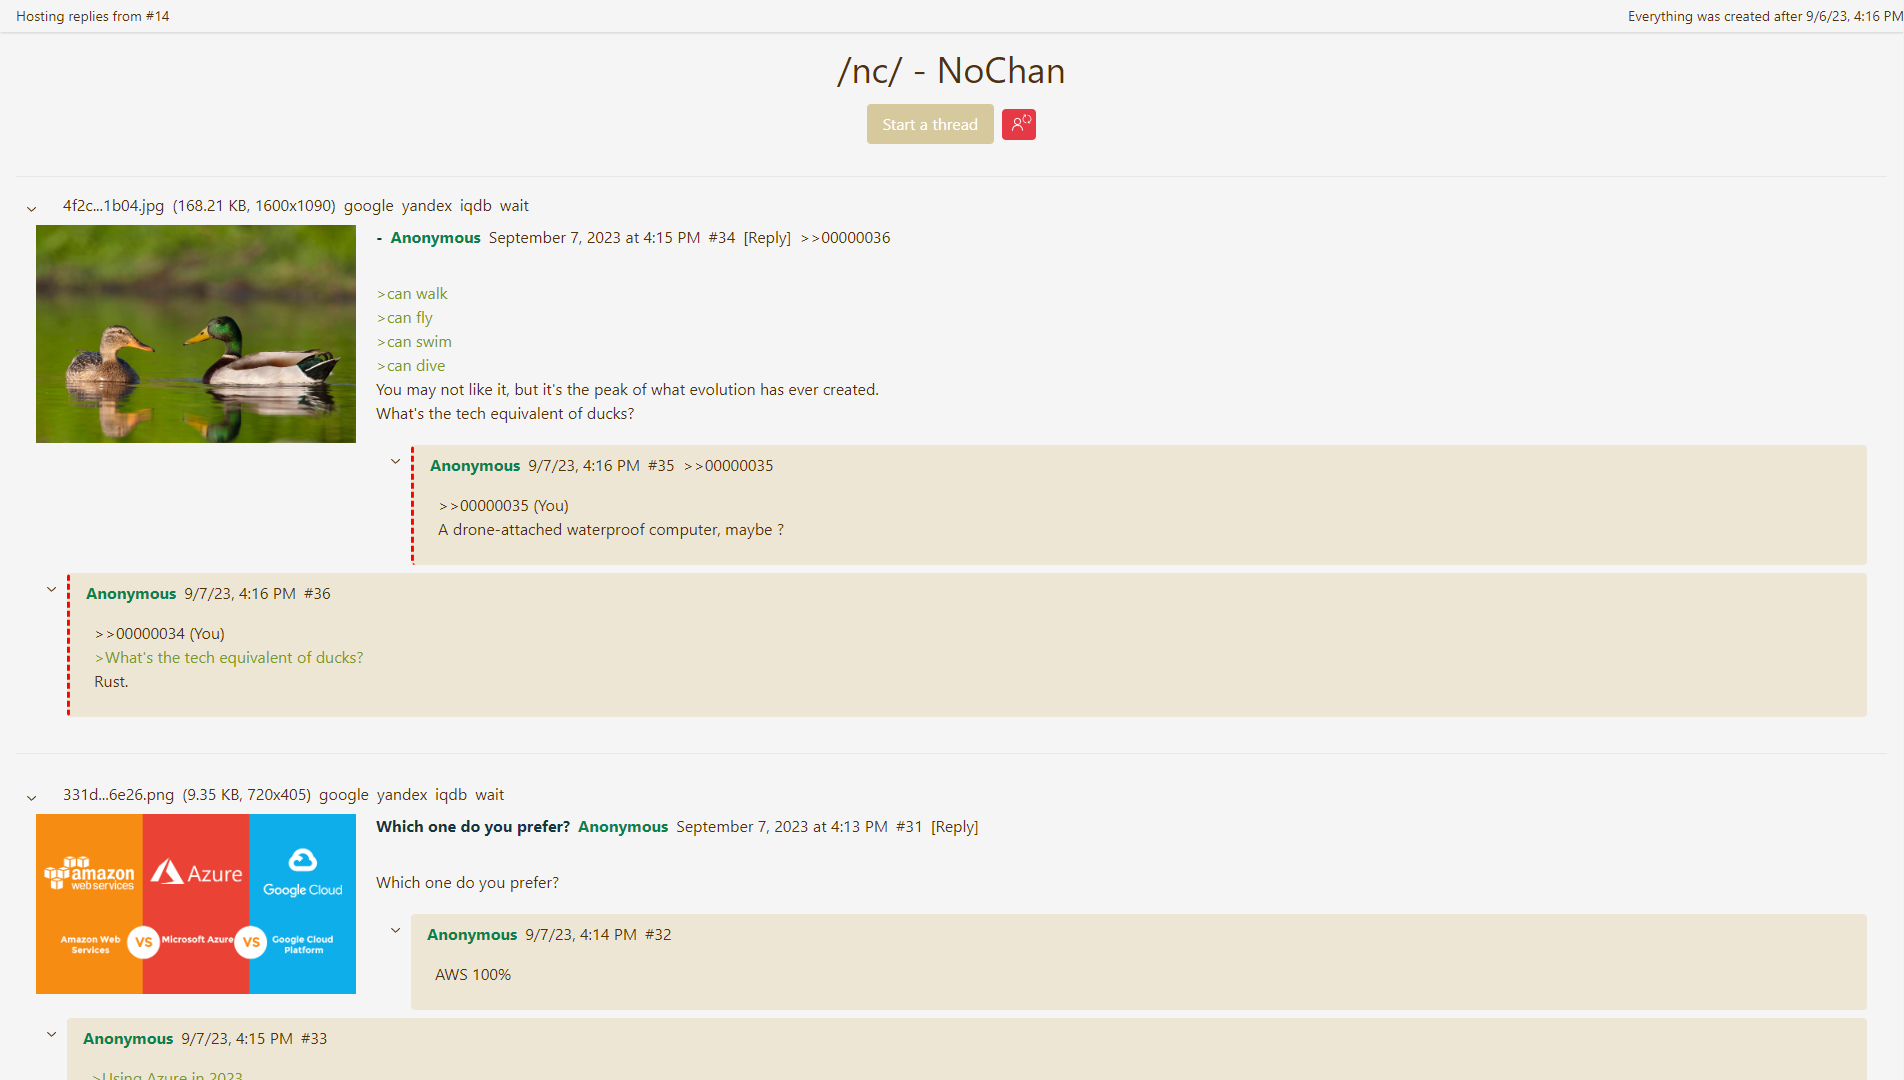 Hosting replies from #14
Everything was created after 9/6/23, 4:16 PM
/nc/ - NoChan
Start a thread
4f2c...1b04.jpg (168.21 KB, 1600x1090) google yandex iqdb wait
- Anonymous September 7, 2023 at 4:15 PM #34 [Reply] >>00000036
>can walk
>can fly
>can swim
>can dive
You may not like it, but it's the peak of what evolution has ever created.
What's the tech equivalent of ducks?
Anonymous 9/7/23, 4:16 PM #35 >>00000035
>>00000035 (You)
A drone-attached waterproof computer, maybe ?
Anonymous 9/7/23, 4:16 PM #36
>>00000034 (You)
>What's the tech equivalent of ducks?
Rust.
331d...6e26.png (9.35 KB, 720x405) google yandex iqdb wait
Which one do you prefer? Anonymous September 7, 2023 at 4:13 PM #31 [Reply]
amazon
web services
Azure
Google Cloud
Amazon Web
Services
VS
Microsoft Azure
VS
Google Cloud
Platform
Which one do you prefer?
Anonymous 9/7/23, 4:14 PM #32
AWS 100%
Anonymous 9/7/23, 4:15 PM #33
>Using Azure in 2023